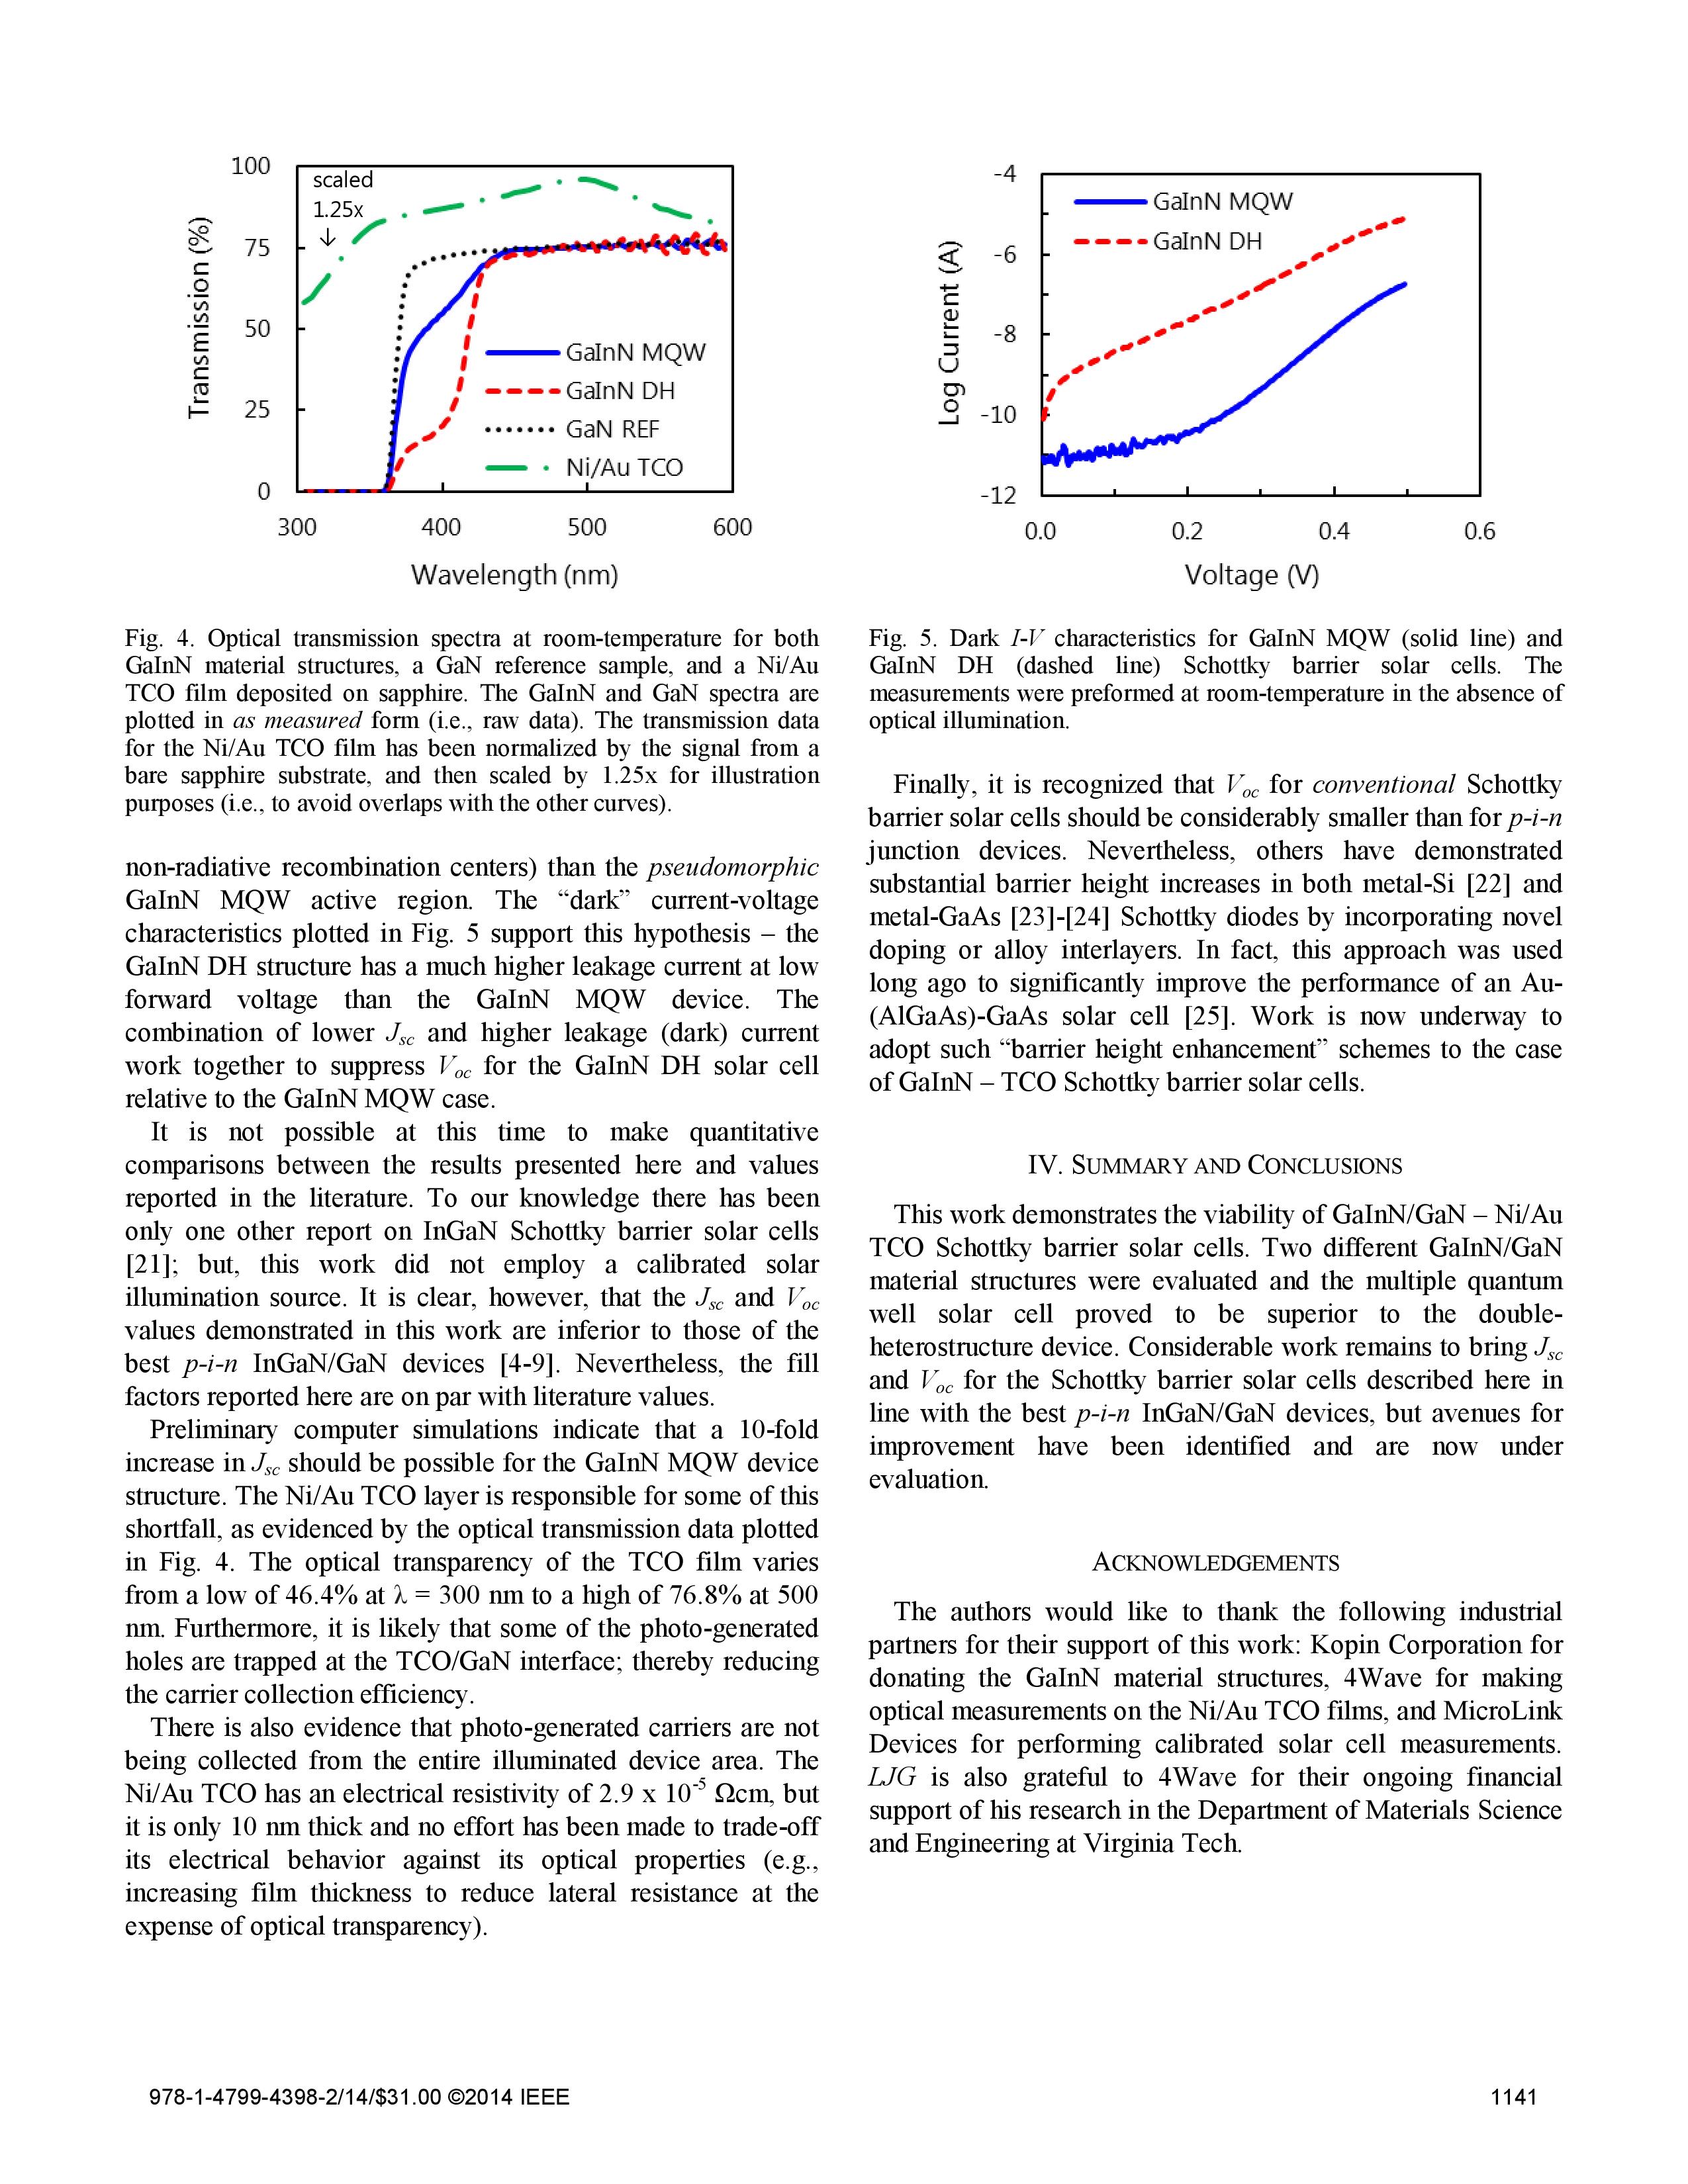 100
75
50
25
0
Transmission (%)
scaled
1.25x
GaInN MQW
GaInN DH
GaN REF
Ni/Au TCO
300
400
500
600
Wavelength (nm)
Fig. 4. Optical transmission spectra at room-temperature for both
GaInN material structures, a GaN reference sample, and a Ni/Au
TCO film deposited on sapphire. The GaInN and GaN spectra are
plotted in as measured form (i.e., raw data). The transmission data
for the Ni/Au TCO film has been normalized by the signal from a
bare sapphire substrate, and then scaled by 1.25x for illustration
purposes (i.e., to avoid overlaps with the other curves).
non-radiative recombination centers) than the pseudomorphic
GaInN MQW active region. The “dark” current-voltage
characteristics plotted in Fig. 5 support this hypothesis – the
GaInN DH structure has a much higher leakage current at low
forward voltage than the GaInN MQW device. The
combination of lower Jsc and higher leakage (dark) current
work together to suppress Voc for the GaInN DH solar cell
relative to the GaInN MQW case.
It is not possible at this time to make quantitative
comparisons between the results presented here and values
reported in the literature. To our knowledge there has been
only one other report on InGaN Schottky barrier solar cells
[21]; but, this work did not employ a calibrated solar
illumination source. It is clear, however, that the Jsc and Voc
values demonstrated in this work are inferior to those of the
best p-i-n InGaN/GaN devices [4-9]. Nevertheless, the fill
factors reported here are on par with literature values.
Preliminary computer simulations indicate that a 10-fold
increase in Jsc should be possible for the GaInN MQW device
structure. The Ni/Au TCO layer is responsible for some of this
shortfall, as evidenced by the optical transmission data plotted
in Fig. 4. The optical transparency of the TCO film varies
from a low of 46.4% at λ = 300 nm to a high of 76.8% at 500
nm. Furthermore, it is likely that some of the photo-generated
holes are trapped at the TCO/GaN interface; thereby reducing
the carrier collection efficiency.
There is also evidence that photo-generated carriers are not
being collected from the entire illuminated device area. The
Ni/Au TCO has an electrical resistivity of 2.9 x 10-5 Ωcm, but
it is only 10 nm thick and no effort has been made to trade-off
its electrical behavior against its optical properties (e.g.,
increasing film thickness to reduce lateral resistance at the
expense of optical transparency).
-4
-6
-8
-10
-12
Log Current (A)
GaInN MQW
GaInN DH
0.0
0.2
0.4
0.6
Voltage (V)
Fig. 5. Dark I-V characteristics for GaInN MQW (solid line) and
GaInN DH (dashed line) Schottky barrier solar cells. The
measurements were preformed at room-temperature in the absence of
optical illumination.
Finally, it is recognized that Voc for conventional Schottky
barrier solar cells should be considerably smaller than for p-i-n
junction devices. Nevertheless, others have demonstrated
substantial barrier height increases in both metal-Si [22] and
metal-GaAs [23]-[24] Schottky diodes by incorporating novel
doping or alloy interlayers. In fact, this approach was used
long ago to significantly improve the performance of an Au-
(AlGaAs)-GaAs solar cell [25]. Work is now underway to
adopt such “barrier height enhancement” schemes to the case
of GaInN – TCO Schottky barrier solar cells.
IV. SUMMARY AND CONCLUSIONS
This work demonstrates the viability of GaInN/GaN – Ni/Au
TCO Schottky barrier solar cells. Two different GaInN/GaN
material structures were evaluated and the multiple quantum
well solar cell proved to be superior to the double-
heterostructure device. Considerable work remains to bring Jsc
and Voc for the Schottky barrier solar cells described here in
line with the best p-i-n InGaN/GaN devices, but avenues for
improvement have been identified and are now under
evaluation.
ACKNOWLEDGEMENTS
The authors would like to thank the following industrial
partners for their support of this work: Kopin Corporation for
donating the GaInN material structures, 4Wave for making
optical measurements on the Ni/Au TCO films, and MicroLink
Devices for performing calibrated solar cell measurements.
LJG is also grateful to 4Wave for their ongoing financial
support of his research in the Department of Materials Science
and Engineering at Virginia Tech.
978-1-4799-4398-2/14/$31.00 ©2014 IEEE
1141